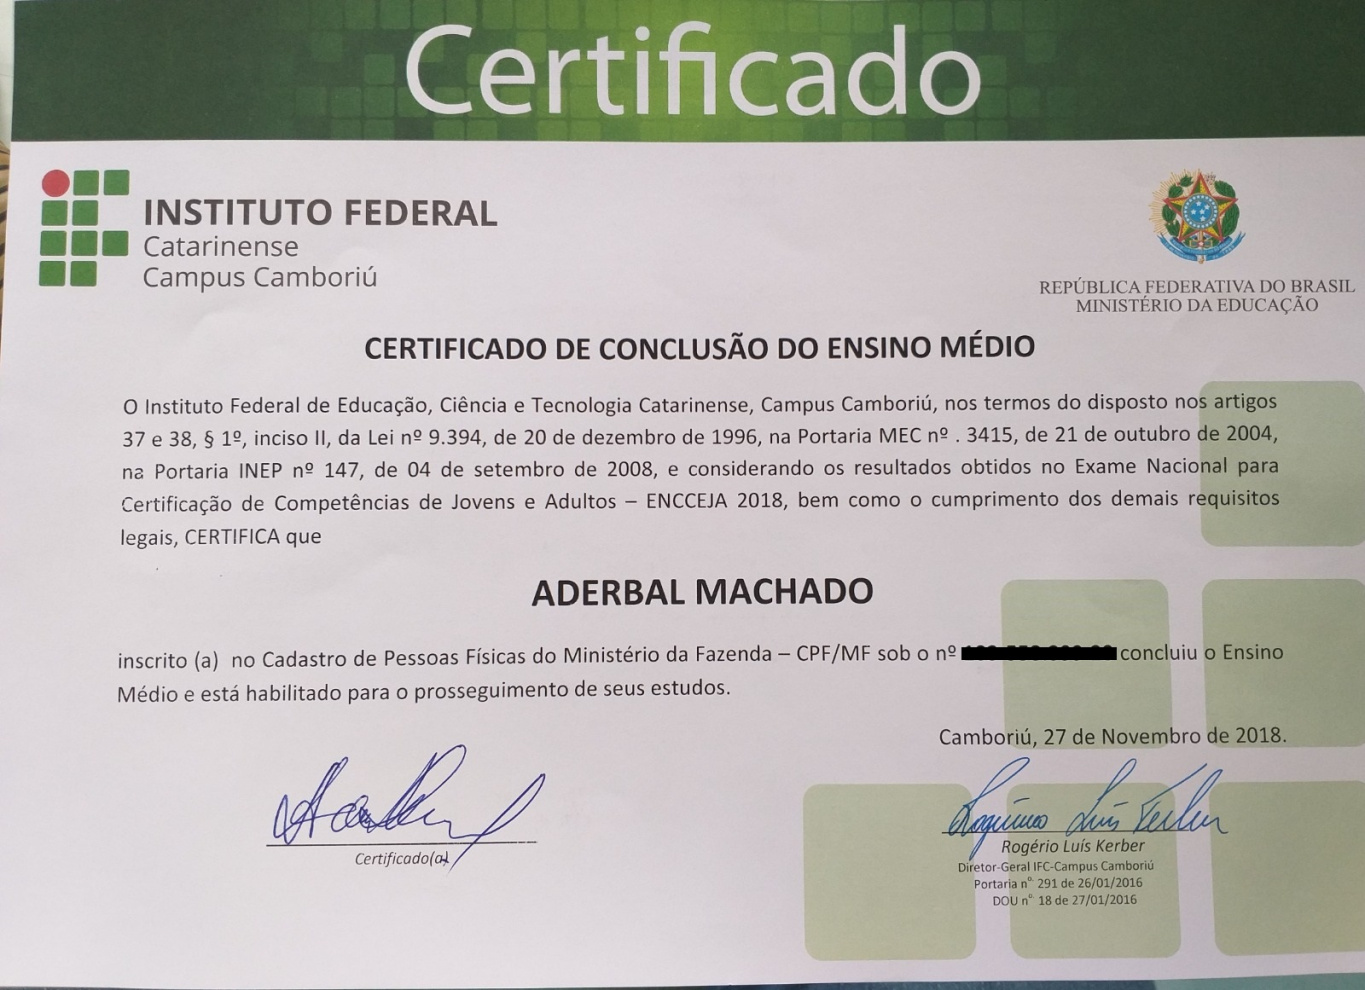 Certificado
INSTITUTO FEDERAL
Catarinense
Campus Camboriú
REPÚBLICA FEDERATIVA DO BRASIL
MINISTÉRIO DA EDUCAÇÃO
CERTIFICADO DE CONCLUSÃO DO ENSINO MÉDIO
O Instituto Federal de Educação, Ciência e Tecnologia Catarinense, Campus Camboriú, nos termos do disposto nos artigos
37 e 38, § 1º, inciso II, da Lei nº 9.394, de 20 de dezembro de 1996, na Portaria MEC nº . 3415, de 21 de outubro de 2004,
na Portaria INEP nº 147, de 04 de setembro de 2008, e considerando os resultados obtidos no Exame Nacional para
Certificação de Competências de Jovens e Adultos – ENCCEJA 2018, bem como o cumprimento dos demais requisitos
legais, CERTIFICA que
ADERBAL MACHADO
inscrito (a) no Cadastro de Pessoas Físicas do Ministério da Fazenda – CPF/MF sob o nº concluiu o Ensino
Médio e está habilitado para o prosseguimento de seus estudos.
Camboriú, 27 de Novembro de 2018.
Certificado(a)
Rogério Luís Kerber
Rogério Luís Kerber
Diretor-Geral IFC-Campus Camboriú
Portaria nº 291 de 26/01/2016
DOU nº 18 de 27/01/2016